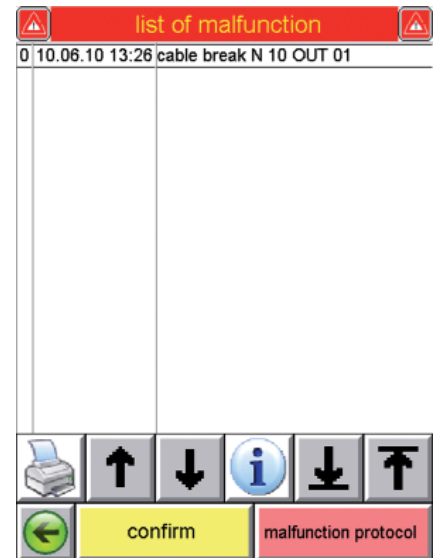 list of malfunction
0 10.06.10 13:26 cable break N 10 OUT 01
confirm
malfunction protocol